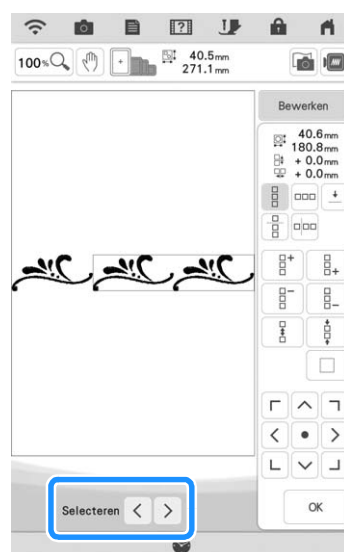 100%
40.5mm
271.1mm
Bewerken
40.6mm
180.8mm
+ 0.0mm
+ 0.0mm
Selecteren
OK